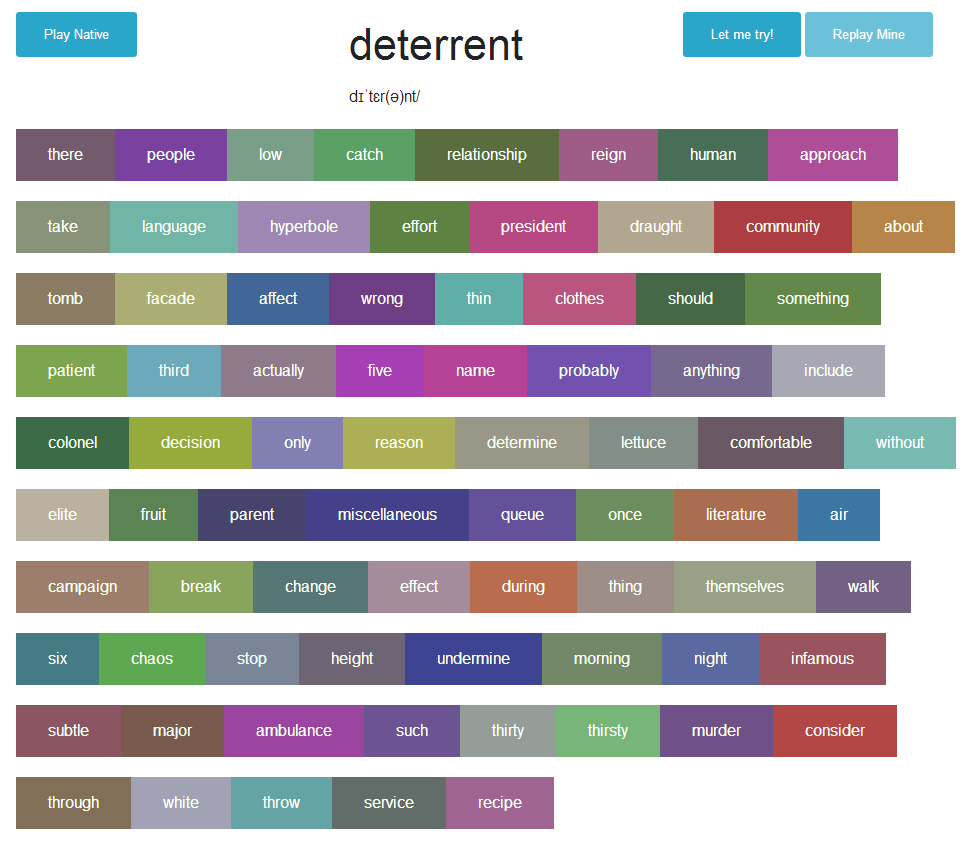 Play Native deterrent Let me try! Replay Mine
dɪˈtɛr(ə)nt/
there people low catch relationship reign human approach
take language hyperbole effort president draught community about
tomb facade affect wrong thin clothes should something
patient third actually five name probably anything include
colonel decision only reason determine lettuce comfortable without
elite fruit parent miscellaneous queue once literature air
campaign break change effect during thing themselves walk
six chaos stop height undermine morning night infamous
subtle major ambulance such thirty thirsty murder consider
through white throw service recipe